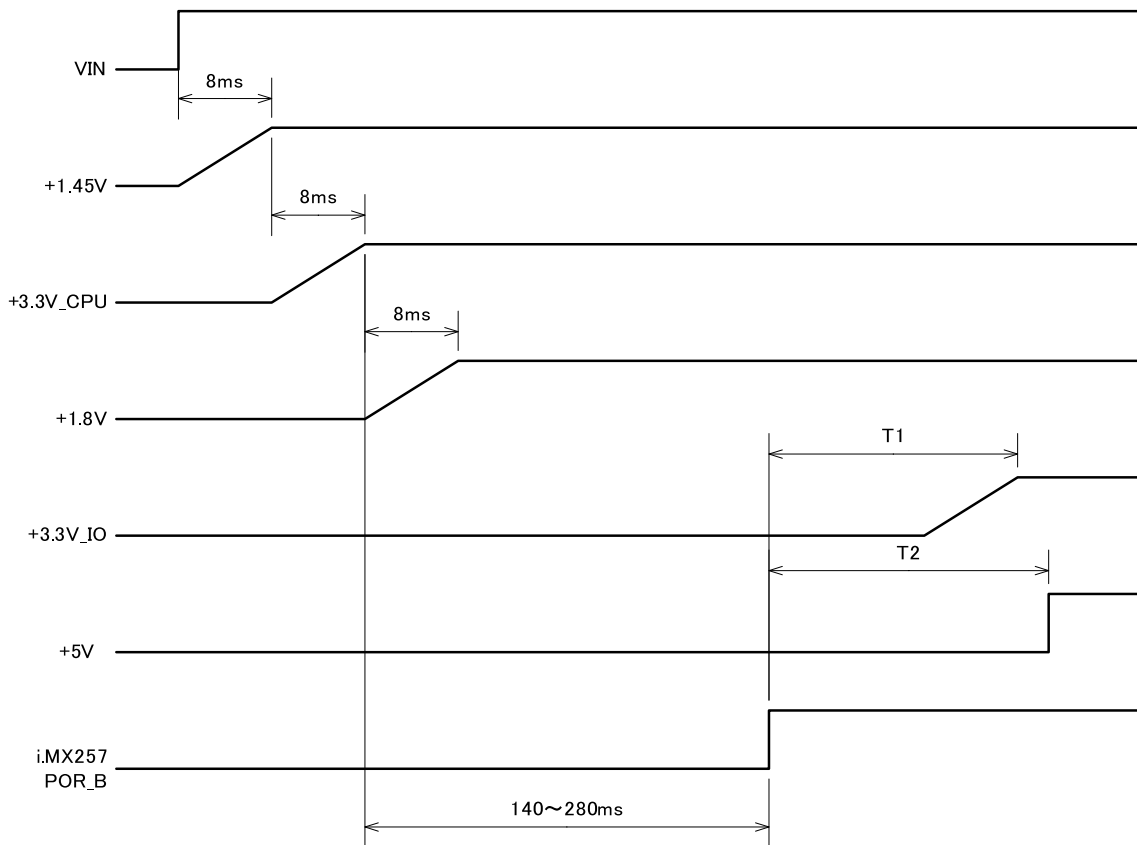 VIN
8ms
+1.45V
8ms
+3.3V_CPU
8ms
+1.8V
T1
+3.3V_IO
T2
+5V
i.MX257
POR_B
140～280ms